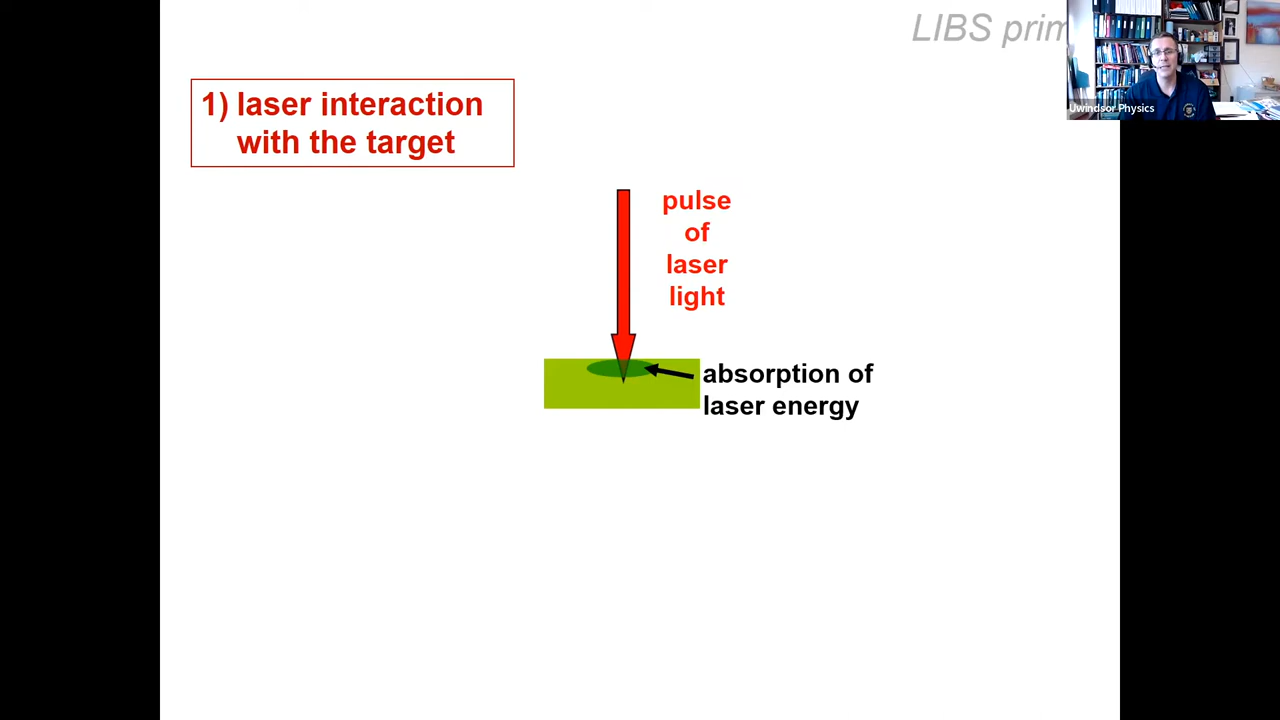 LIBS prim
Uwindsor Physics
1) laser interaction
with the target
pulse
of
laser
light
absorption of
laser energy